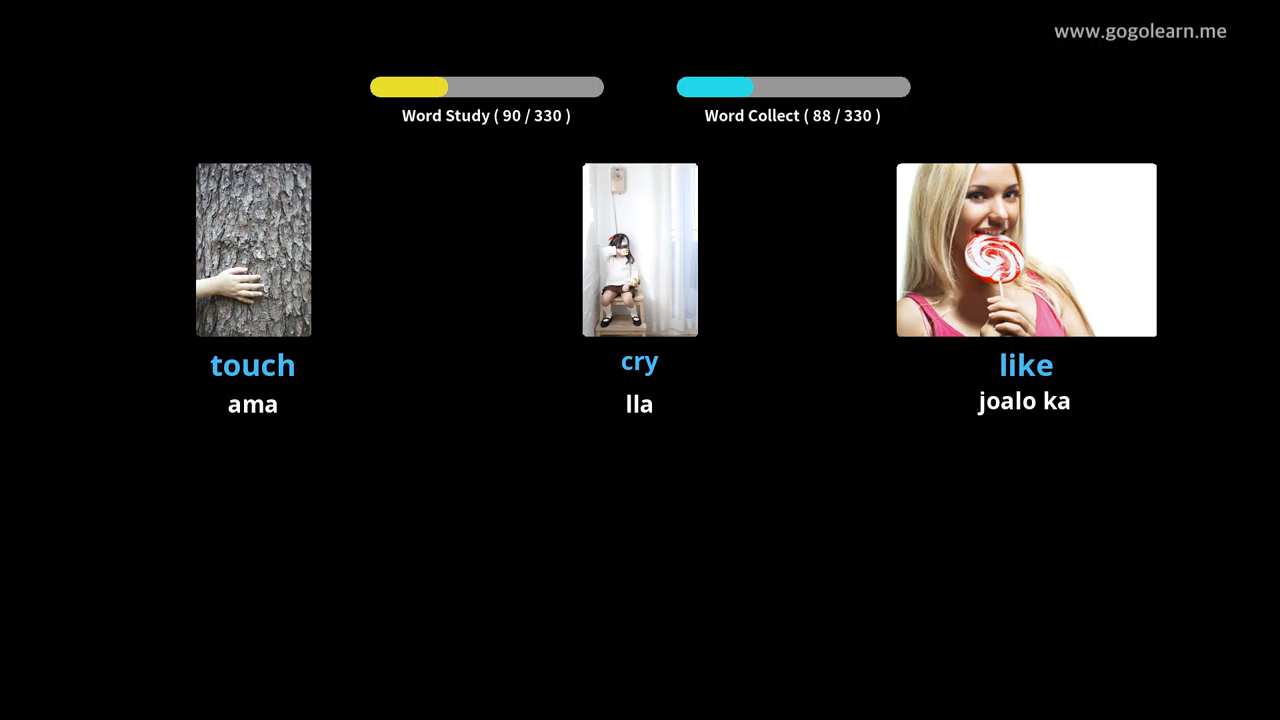 www.gogolearn.me
Word Study ( 90 / 330 )
Word Collect ( 88 / 330 )
touch
ama
cry
lla
like
joalo ka